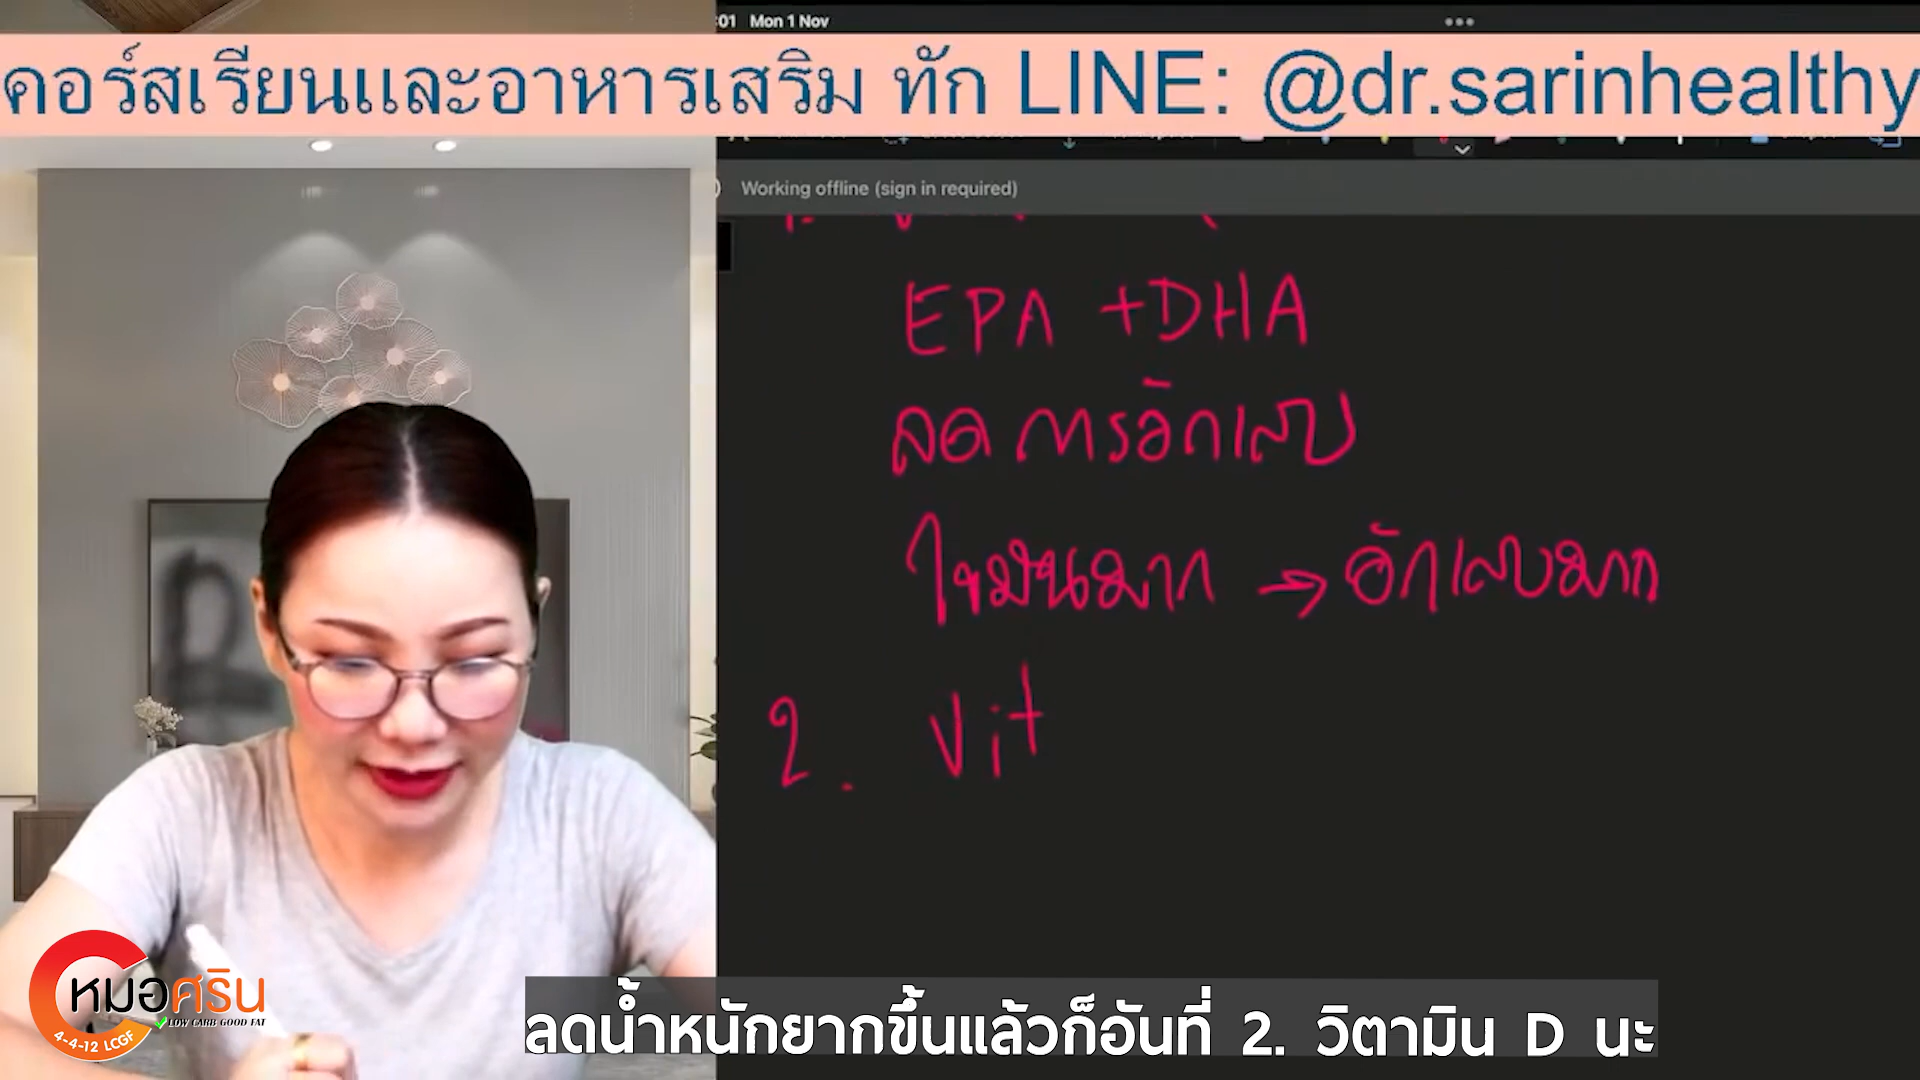 :01 Mon 1 Nov
คอร์สเรียนและอาหารเสริม ทัก LINE: @dr.sarinhealthy
Working offline (sign in required)
EPA +DHA
ลดการอักเสบ
ไขมันมาก → อักเสบมาก
2. Vit
หมอศริน
LOW CARB GOOD FAT
4-4-12 LCGF
ลดน้ำหนักยากขึ้นแล้วก็อันที่ 2. วิตามิน D นะ